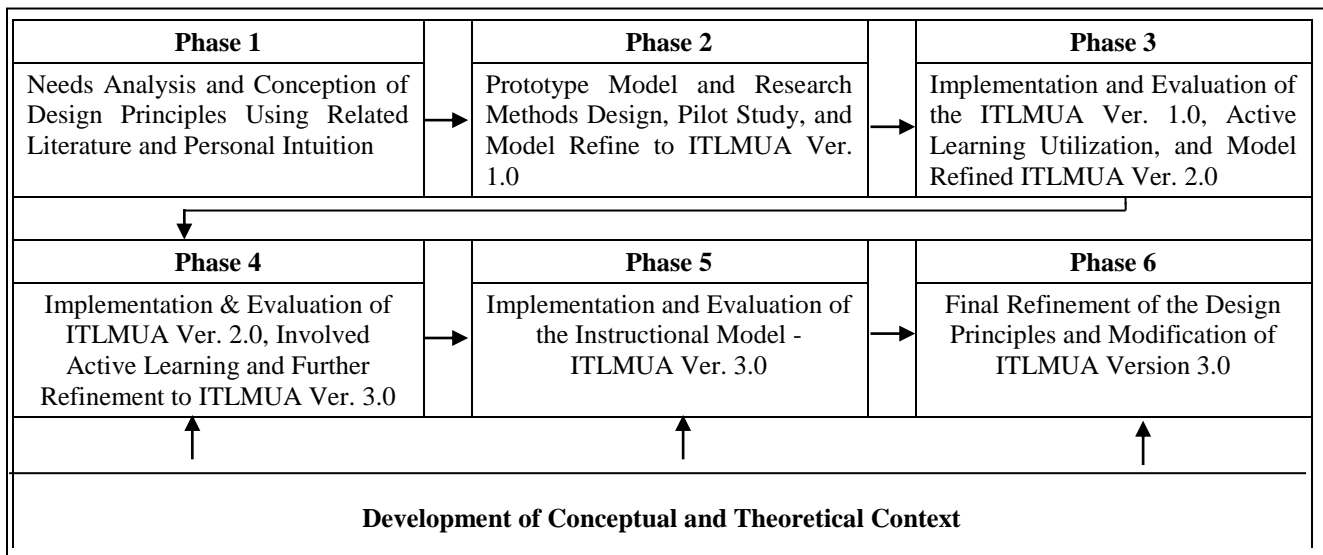 Phase 1
Needs Analysis and Conception of
Design Principles Using Related
Literature and Personal Intuition
Phase 2
Prototype Model and Research
Methods Design, Pilot Study, and
Model Refine to ITLMUA Ver.
1.0
Phase 3
Implementation and Evaluation of
the ITLMUA Ver. 1.0, Active
Learning Utilization, and Model
Refined ITLMUA Ver. 2.0
Phase 4
Implementation & Evaluation of
ITLMUA Ver. 2.0, Involved
Active Learning and Further
Refinement to ITLMUA Ver. 3.0
Phase 5
Implementation and Evaluation of
the Instructional Model -
ITLMUA Ver. 3.0
Phase 6
Final Refinement of the Design
Principles and Modification of
ITLMUA Version 3.0
Development of Conceptual and Theoretical Context